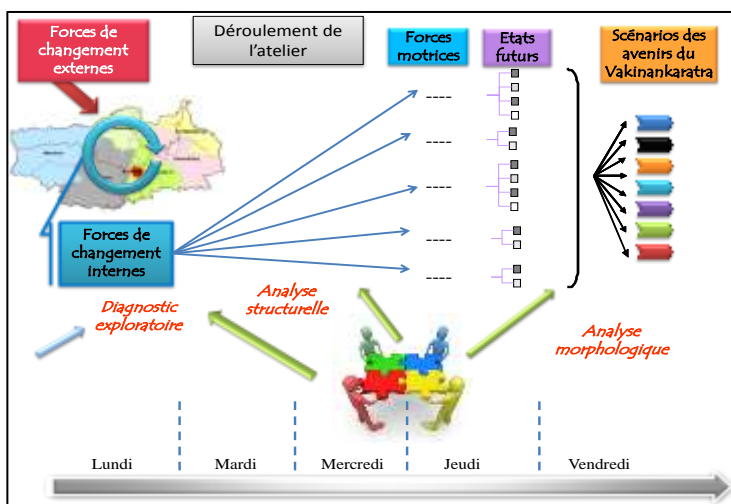 Forces de
changement
externes
Déroulement de
l'atelier
Forces
motrices
Etats
futurs
Scénarios des
avenirs du
Vakinankaratra
----
----
----
----
----
Forces de
changement
internes
Diagnostic
exploratoire
Analyse
structurelle
Analyse
morphologique
Lundi
Mardi
Mercredi
Jeudi
Vendredi